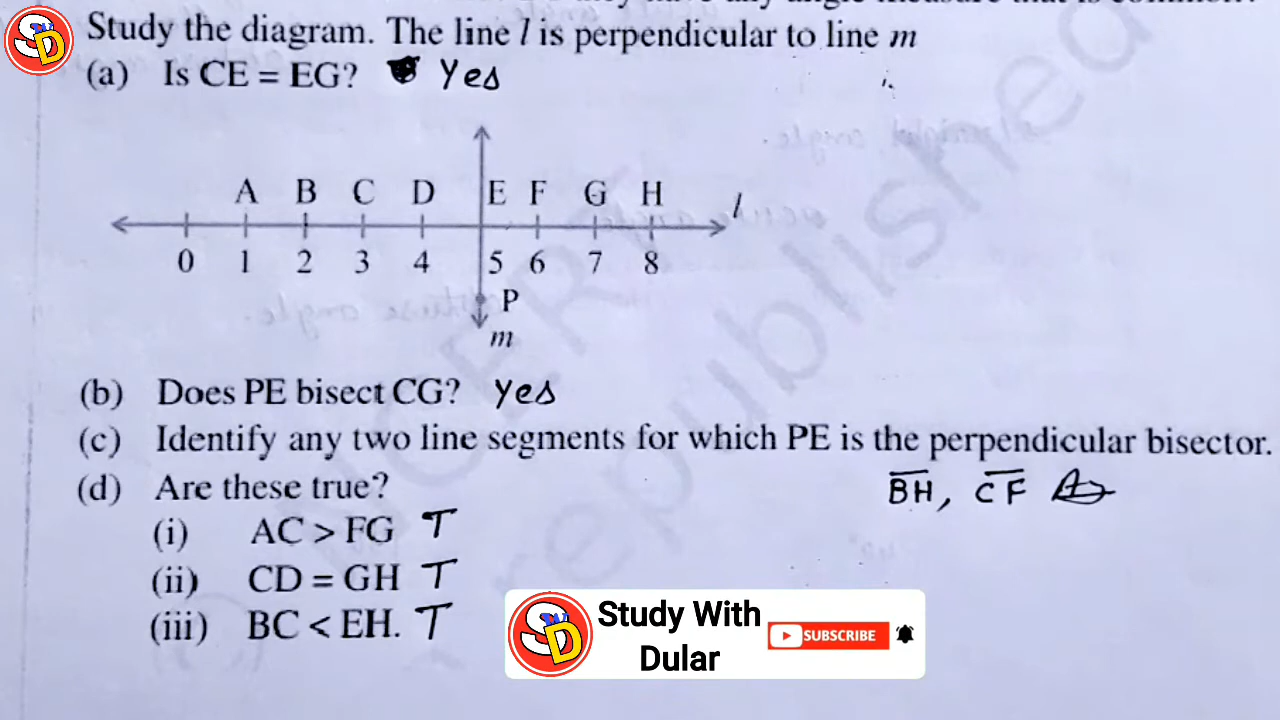 SD
Study the diagram. The line l is perpendicular to line m
(a) Is CE = EG? Yes
A B C D E F G H l
0 1 2 3 4 5 6 7 8
P
m
(b) Does PE bisect CG? Yes
(c) Identify any two line segments for which PE is the perpendicular bisector.
(d) Are these true?
BH, CF
(i) AC > FG T
(ii) CD = GH T
(iii) BC < EH. T
SD
Study With
Dular
SUBSCRIBE